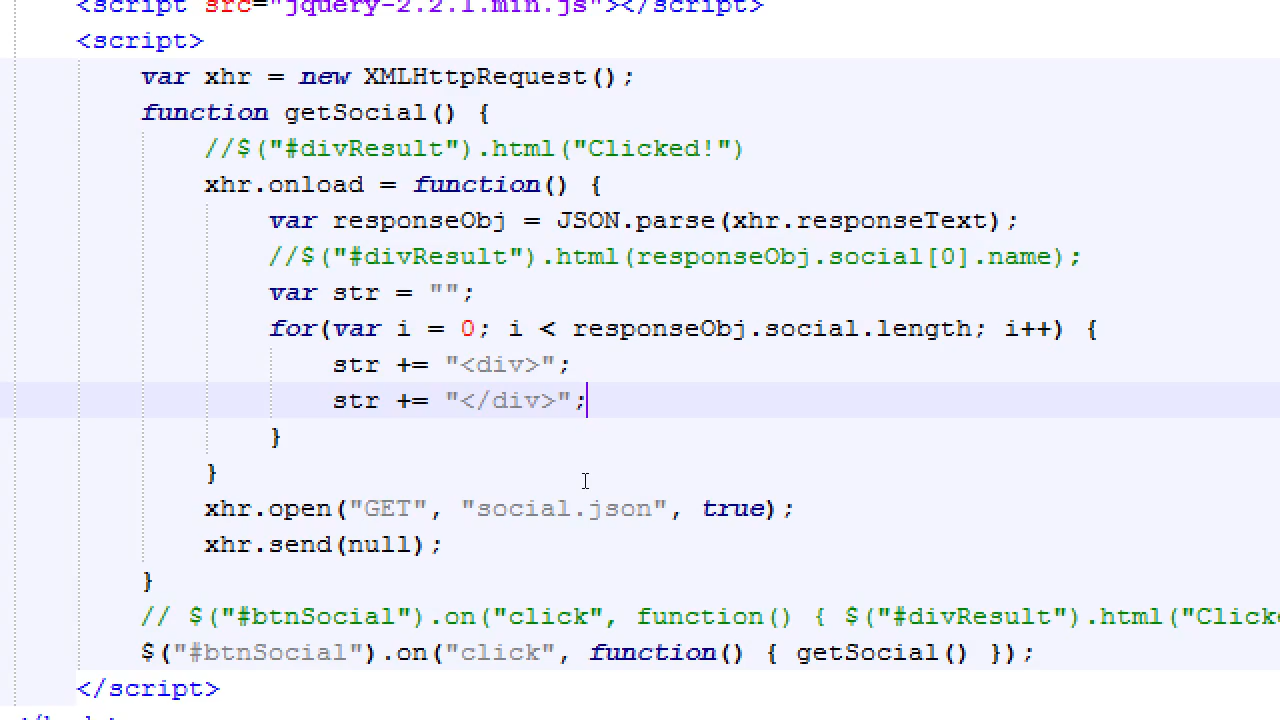 <script src="jquery-2.2.1.min.js"></script>
<script>
var xhr = new XMLHttpRequest();
function getSocial() {
//$("#divResult").html("Clicked!")
xhr.onload = function() {
var responseObj = JSON.parse(xhr.responseText);
//$("#divResult").html(responseObj.social[0].name);
var str = "";
for(var i = 0; i < responseObj.social.length; i++) {
str += "<div>";
str += "</div>";
}
}
xhr.open("GET", "social.json", true);
xhr.send(null);
}
// $("#btnSocial").on("click", function() { $("#divResult").html("Click
$("#btnSocial").on("click", function() { getSocial() });
</script>